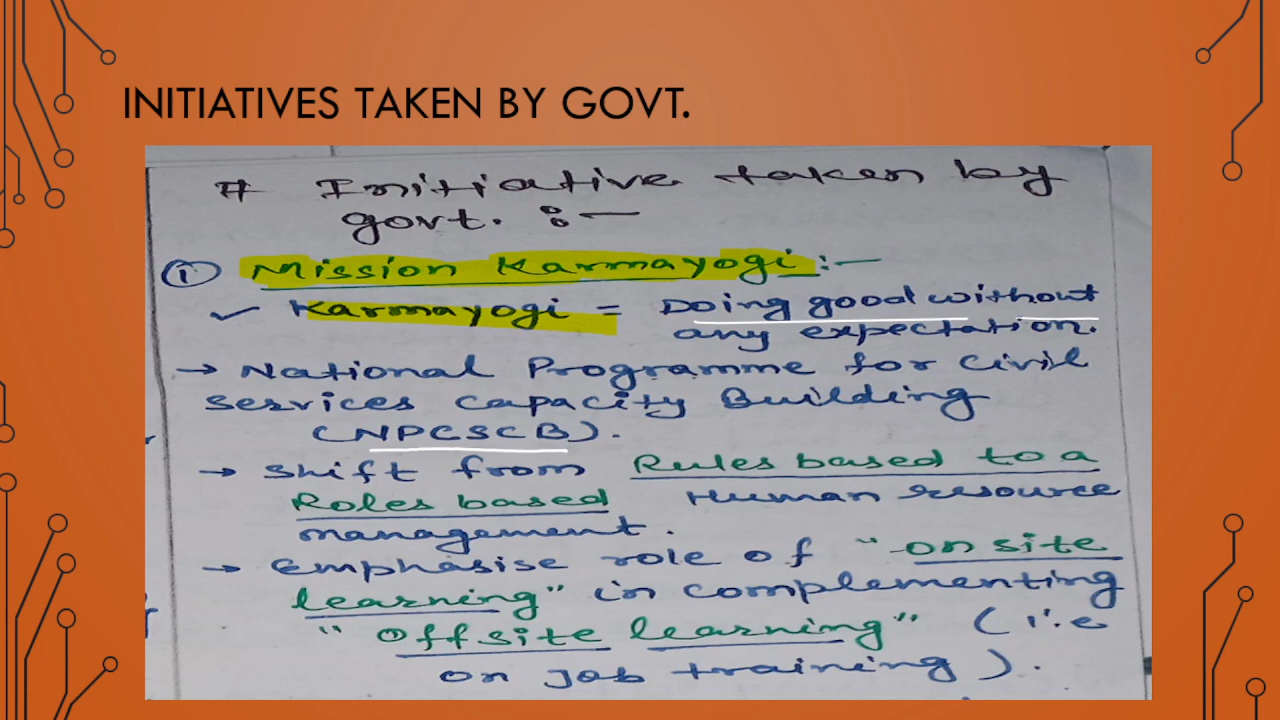 INITIATIVES TAKEN BY GOVT.
# Initiative taken by
govt. :-
(i) Mission Karmayogi :-
✓ Karmayogi = Doing good without
any expectation.
→ National Programme for Civil
Services Capacity Building
(NPCSCB).
→ Shift from Rules based to a
Roles based Human resource
management.
→ Emphasise role of "on site
learning" in complementing
"Offsite learning" (i.e
on Job training).